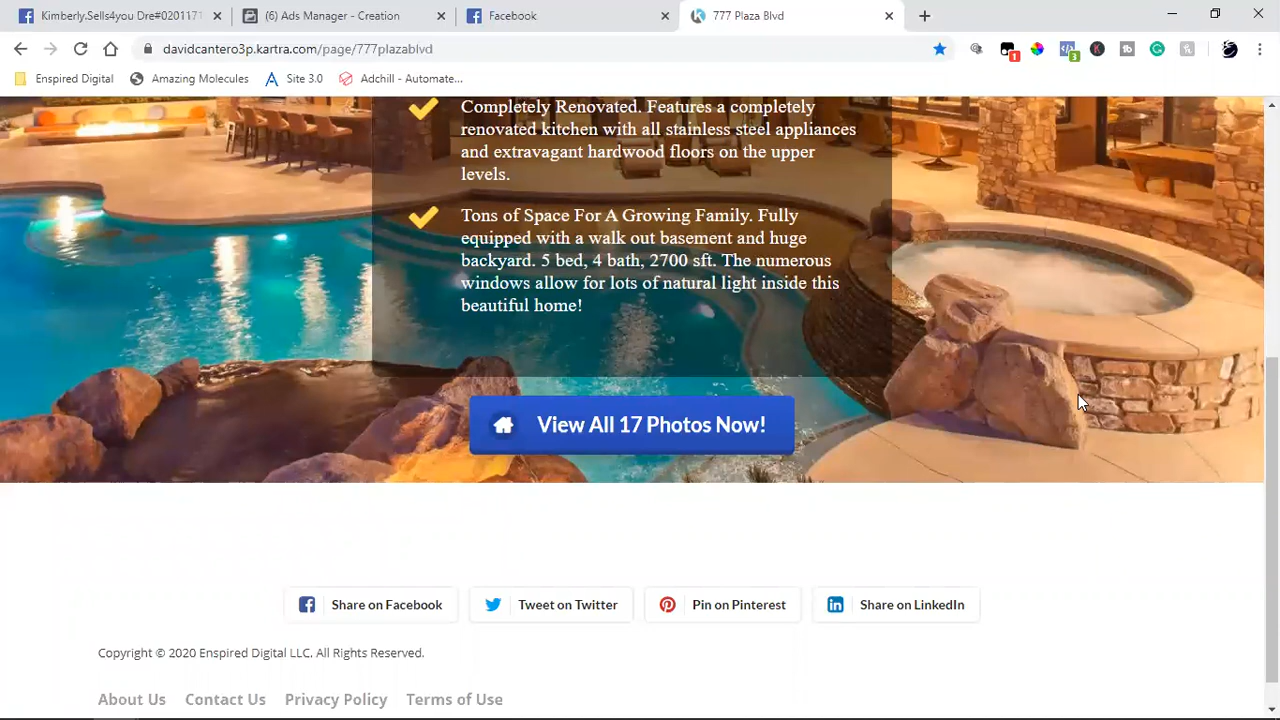 Kimberly.Sells4you Dre#0201177
(6) Ads Manager - Creation
Facebook
777 Plaza Blvd
davidcantero3p.kartra.com/page/777plazablvd
1
3
Enspired Digital
Amazing Molecules
Site 3.0
Adchill - Automate...
Completely Renovated. Features a completely
renovated kitchen with all stainless steel appliances
and extravagant hardwood floors on the upper
levels.
Tons of Space For A Growing Family. Fully
equipped with a walk out basement and huge
backyard. 5 bed, 4 bath, 2700 sft. The numerous
windows allow for lots of natural light inside this
beautiful home!
View All 17 Photos Now!
Share on Facebook
Tweet on Twitter
Pin on Pinterest
Share on LinkedIn
Copyright © 2020 Enspired Digital LLC. All Rights Reserved.
About Us
Contact Us
Privacy Policy
Terms of Use